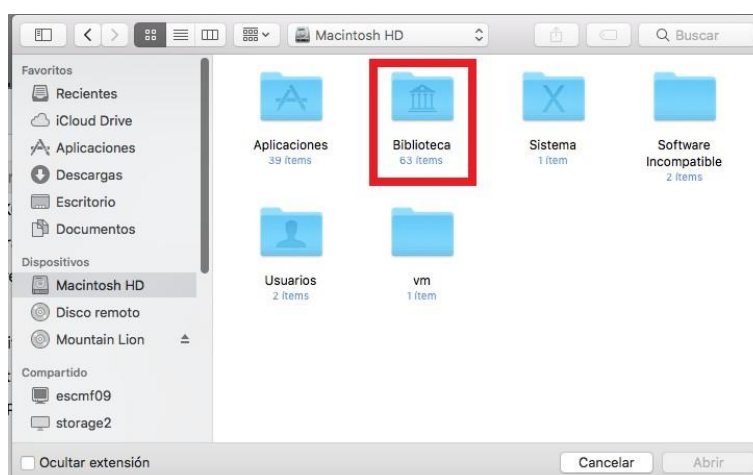 Macintosh HD
Buscar
Favoritos
Recientes
iCloud Drive
Aplicaciones
Descargas
Escritorio
Documentos
Dispositivos
Macintosh HD
Disco remoto
Mountain Lion
Compartido
escmf09
storage2
Aplicaciones
39 ítems
Biblioteca
63 ítems
Sistema
1 ítem
Software
Incompatible
2 ítems
Usuarios
2 ítems
vm
1 ítem
Ocultar extensión
Cancelar
Abrir